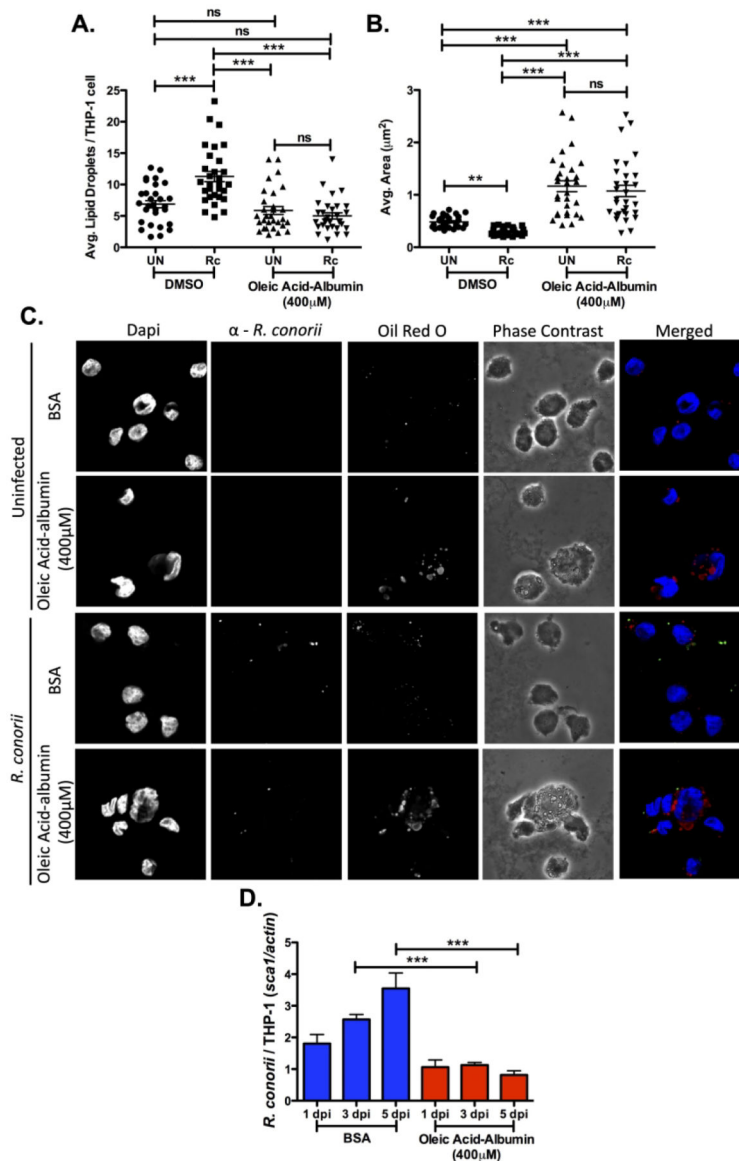 A.
ns
ns
***
***
***
Avg. Lipid Droplets / THP-1 cell
25
20
15
10
5
0
ns
UN Rc UN Rc
DMSO Oleic Acid-Albumin
(400µM)
B.
***
***
***
***
ns
**
Avg. Area (µm²)
3
2
1
0
UN Rc UN Rc
DMSO Oleic Acid-Albumin
(400µM)
C.
Dapi α - R. conorii Oil Red O Phase Contrast Merged
Uninfected
BSA
Oleic Acid-albumin
(400µM)
R. conorii
BSA
Oleic Acid-albumin
(400µM)
D.
***
***
R. conorii / THP-1 (sca1/actin)
5
4
3
2
1
0
1 dpi 3 dpi 5 dpi 1 dpi 3 dpi 5 dpi
BSA Oleic Acid-Albumin
(400µM)